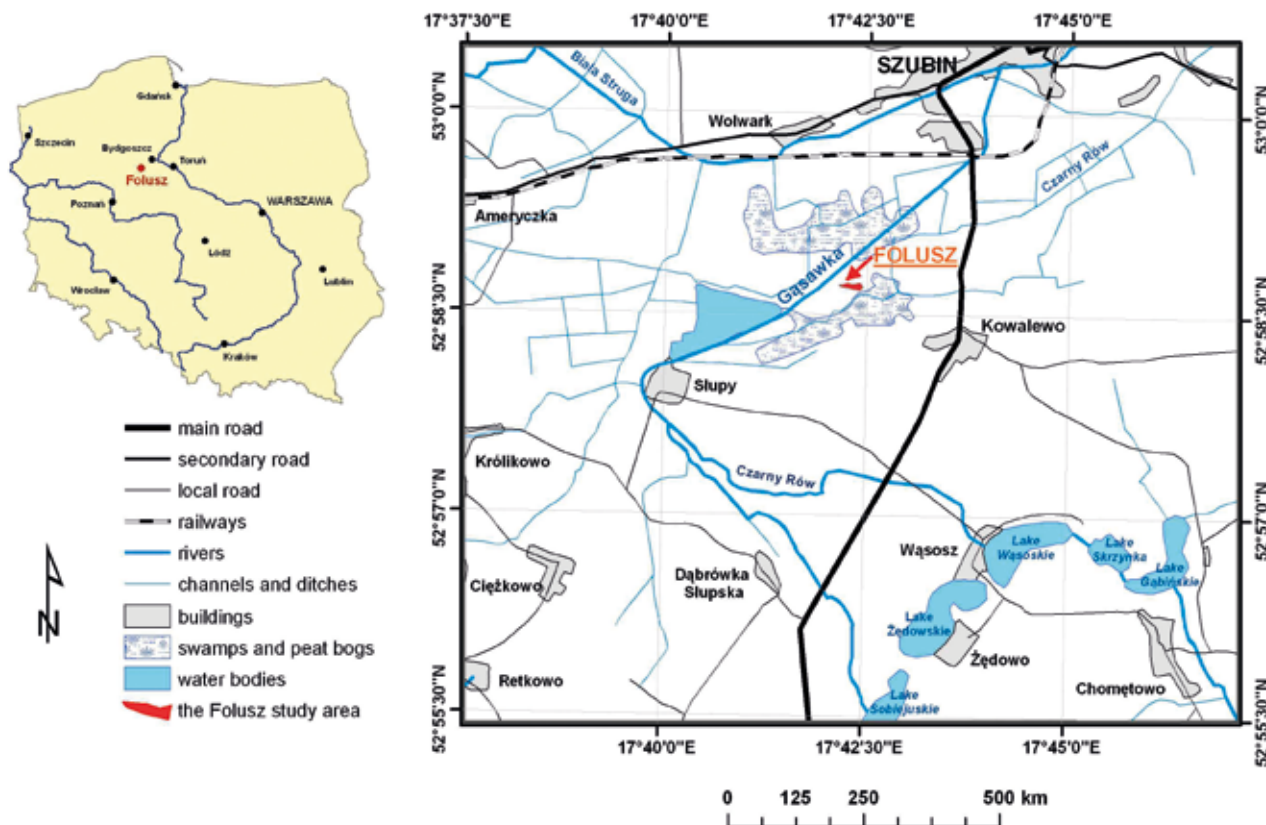 Gdańsk
Szczecin
Bydgoszcz
Toruń
Folusz
Poznań
WARSZAWA
Łódź
Lublin
Wrocław
Kraków
main road
secondary road
local road
railways
rivers
channels and ditches
buildings
swamps and peat bogs
water bodies
the Folusz study area
N
17°37'30"E
17°40'0"E
17°42'30"E
17°45'0"E
53°0'0"N
52°58'30"N
52°57'0"N
52°55'30"N
Biała Struga
SZUBIN
Wolwark
Czarny Rów
Ameryczka
Gąsawka
FOLUSZ
Kowalewo
Słupy
Królikowo
Czarny Rów
Wąsosz
Lake
Wąsoskie
Lake
Skrzynka
Lake
Gąbińskie
Ciężkowo
Dąbrówka
Słupska
Lake
Żędowskie
Żędowo
Retkowo
Lake
Sobiejuskie
Chomętowo
53°0'0"N
52°58'30"N
52°57'0"N
52°55'30"N
17°40'0"E
17°42'30"E
17°45'0"E
0 125 250 500 km